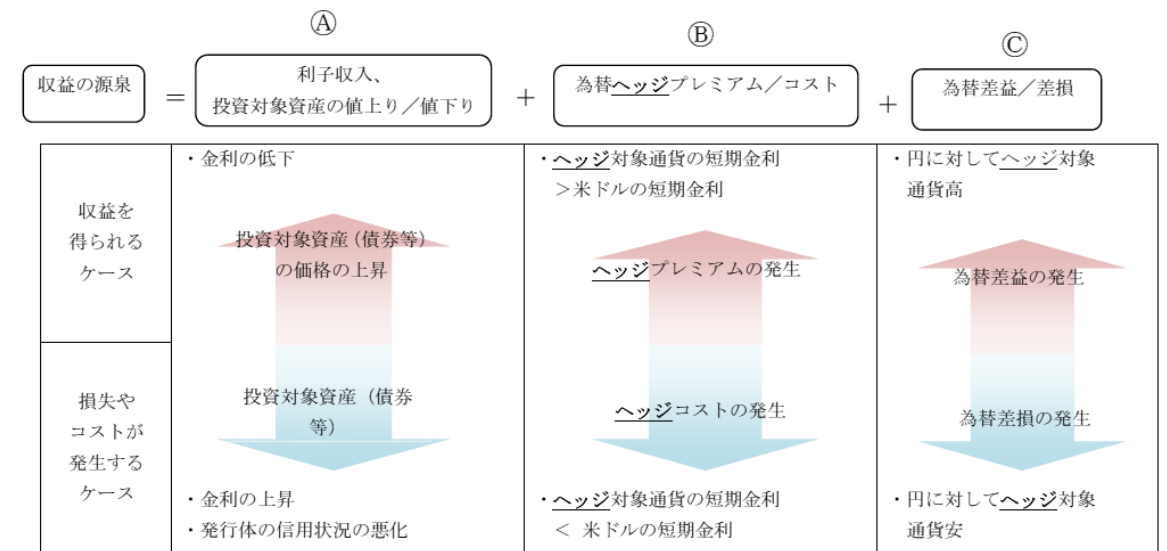 Ⓐ
Ⓑ
Ⓒ
収益の源泉
＝
利子収入、
投資対象資産の値上り／値下り
＋
為替ヘッジプレミアム／コスト
＋
為替差益／差損
収益を
得られる
ケース
・金利の低下
投資対象資産（債券等）
の価格の上昇
・ヘッジ対象通貨の短期金利
＞米ドルの短期金利
ヘッジプレミアムの発生
・円に対してヘッジ対象
通貨高
為替差益の発生
損失や
コストが
発生する
ケース
投資対象資産（債券
等）
・金利の上昇
・発行体の信用状況の悪化
ヘッジコストの発生
・ヘッジ対象通貨の短期金利
＜ 米ドルの短期金利
為替差損の発生
・円に対してヘッジ対象
通貨安